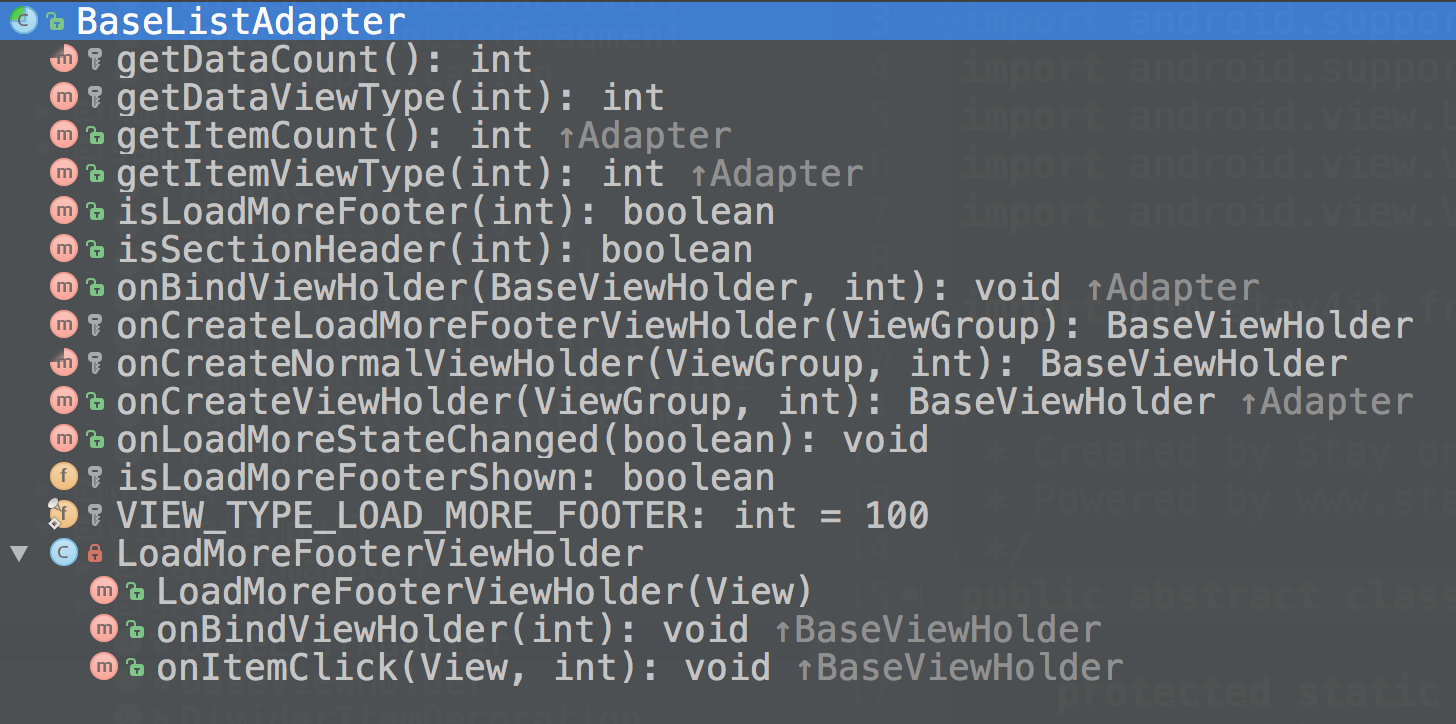 BaseListAdapter
getDataCount(): int
getDataViewType(int): int
getItemCount(): int ↑Adapter
getItemViewType(int): int ↑Adapter
isLoadMoreFooter(int): boolean
isSectionHeader(int): boolean
onBindViewHolder(BaseViewHolder, int): void ↑Adapter
onCreateLoadMoreFooterViewHolder(ViewGroup): BaseViewHolder
onCreateNormalViewHolder(ViewGroup, int): BaseViewHolder
onCreateViewHolder(ViewGroup, int): BaseViewHolder ↑Adapter
onLoadMoreStateChanged(boolean): void
isLoadMoreFooterShown: boolean
VIEW_TYPE_LOAD_MORE_FOOTER: int = 100
LoadMoreFooterViewHolder
LoadMoreFooterViewHolder(View)
onBindViewHolder(int): void ↑BaseViewHolder
onItemClick(View, int): void ↑BaseViewHolder